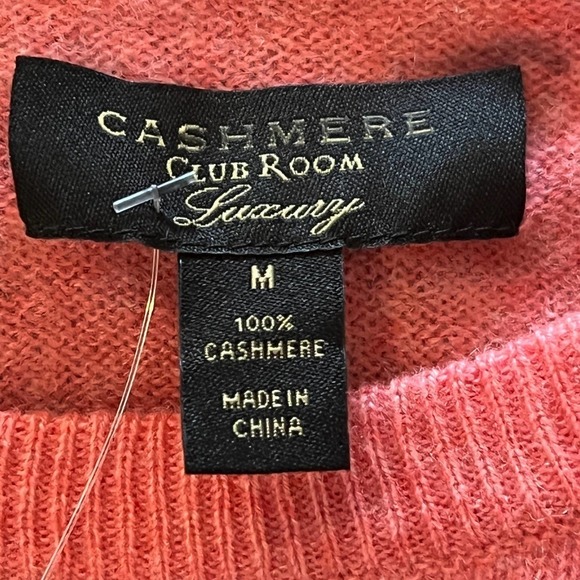 CASHMERE
CLUB ROOM
Luxury
M
100%
CASHMERE
MADE IN
CHINA